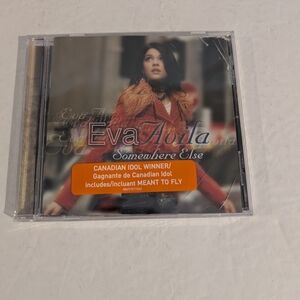 Eva Avila
Somewhere Else
CANADIAN IDOL WINNER/
Gagnante de Canadian Idol
Includes/Incluant MEANT TO FLY